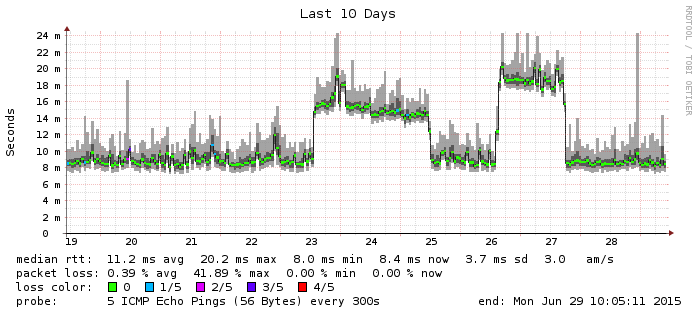 Last 10 Days
RRDTOOL / TOBI OETIKER
Seconds
24 m
22 m
20 m
18 m
16 m
14 m
12 m
10 m
8 m
6 m
4 m
2 m
0
19 20 21 22 23 24 25 26 27 28
median rtt: 11.2 ms avg 20.2 ms max 8.0 ms min 8.4 ms now 3.7 ms sd 3.0 am/s
packet loss: 0.39 % avg 41.89 % max 0.00 % min 0.00 % now
loss color: 0 1/5 2/5 3/5 4/5
probe: 5 ICMP Echo Pings (56 Bytes) every 300s end: Mon Jun 29 10:05:11 2015